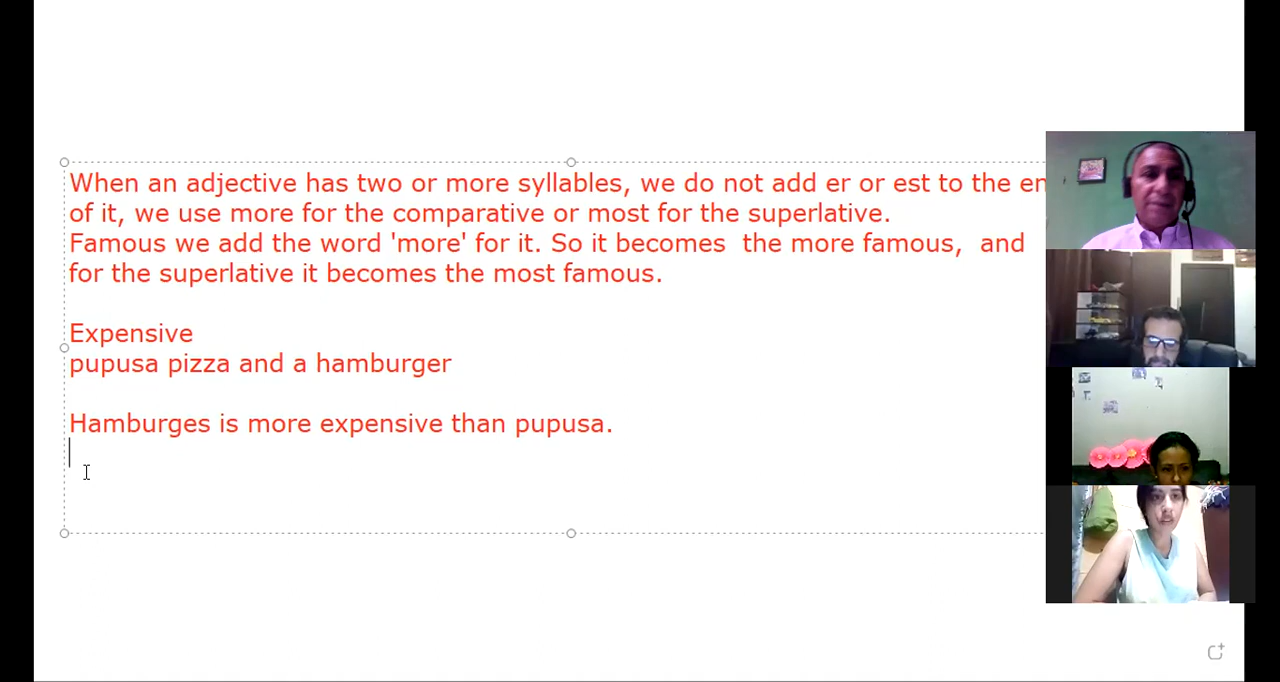 When an adjective has two or more syllables, we do not add er or est to the en
of it, we use more for the comparative or most for the superlative.
Famous we add the word 'more' for it. So it becomes  the more famous,  and
for the superlative it becomes the most famous.
Expensive
pupusa pizza and a hamburger
Hamburges is more expensive than pupusa.